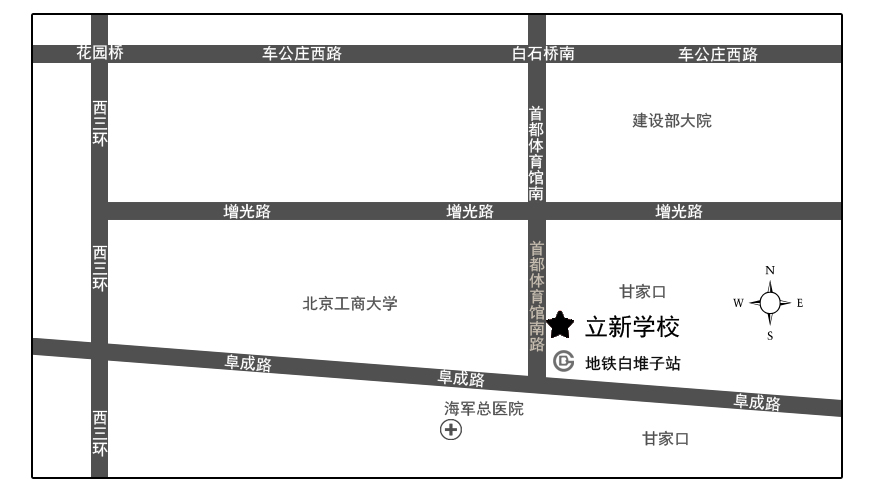 花园桥
车公庄西路
白石桥南
车公庄西路
西三环
首都体育馆南
建设部大院
增光路
增光路
增光路
西三环
首都体育馆南路
北京工商大学
甘家口
N
W
E
S
立新学校
地铁白堆子站
阜成路
阜成路
阜成路
海军总医院
西三环
甘家口